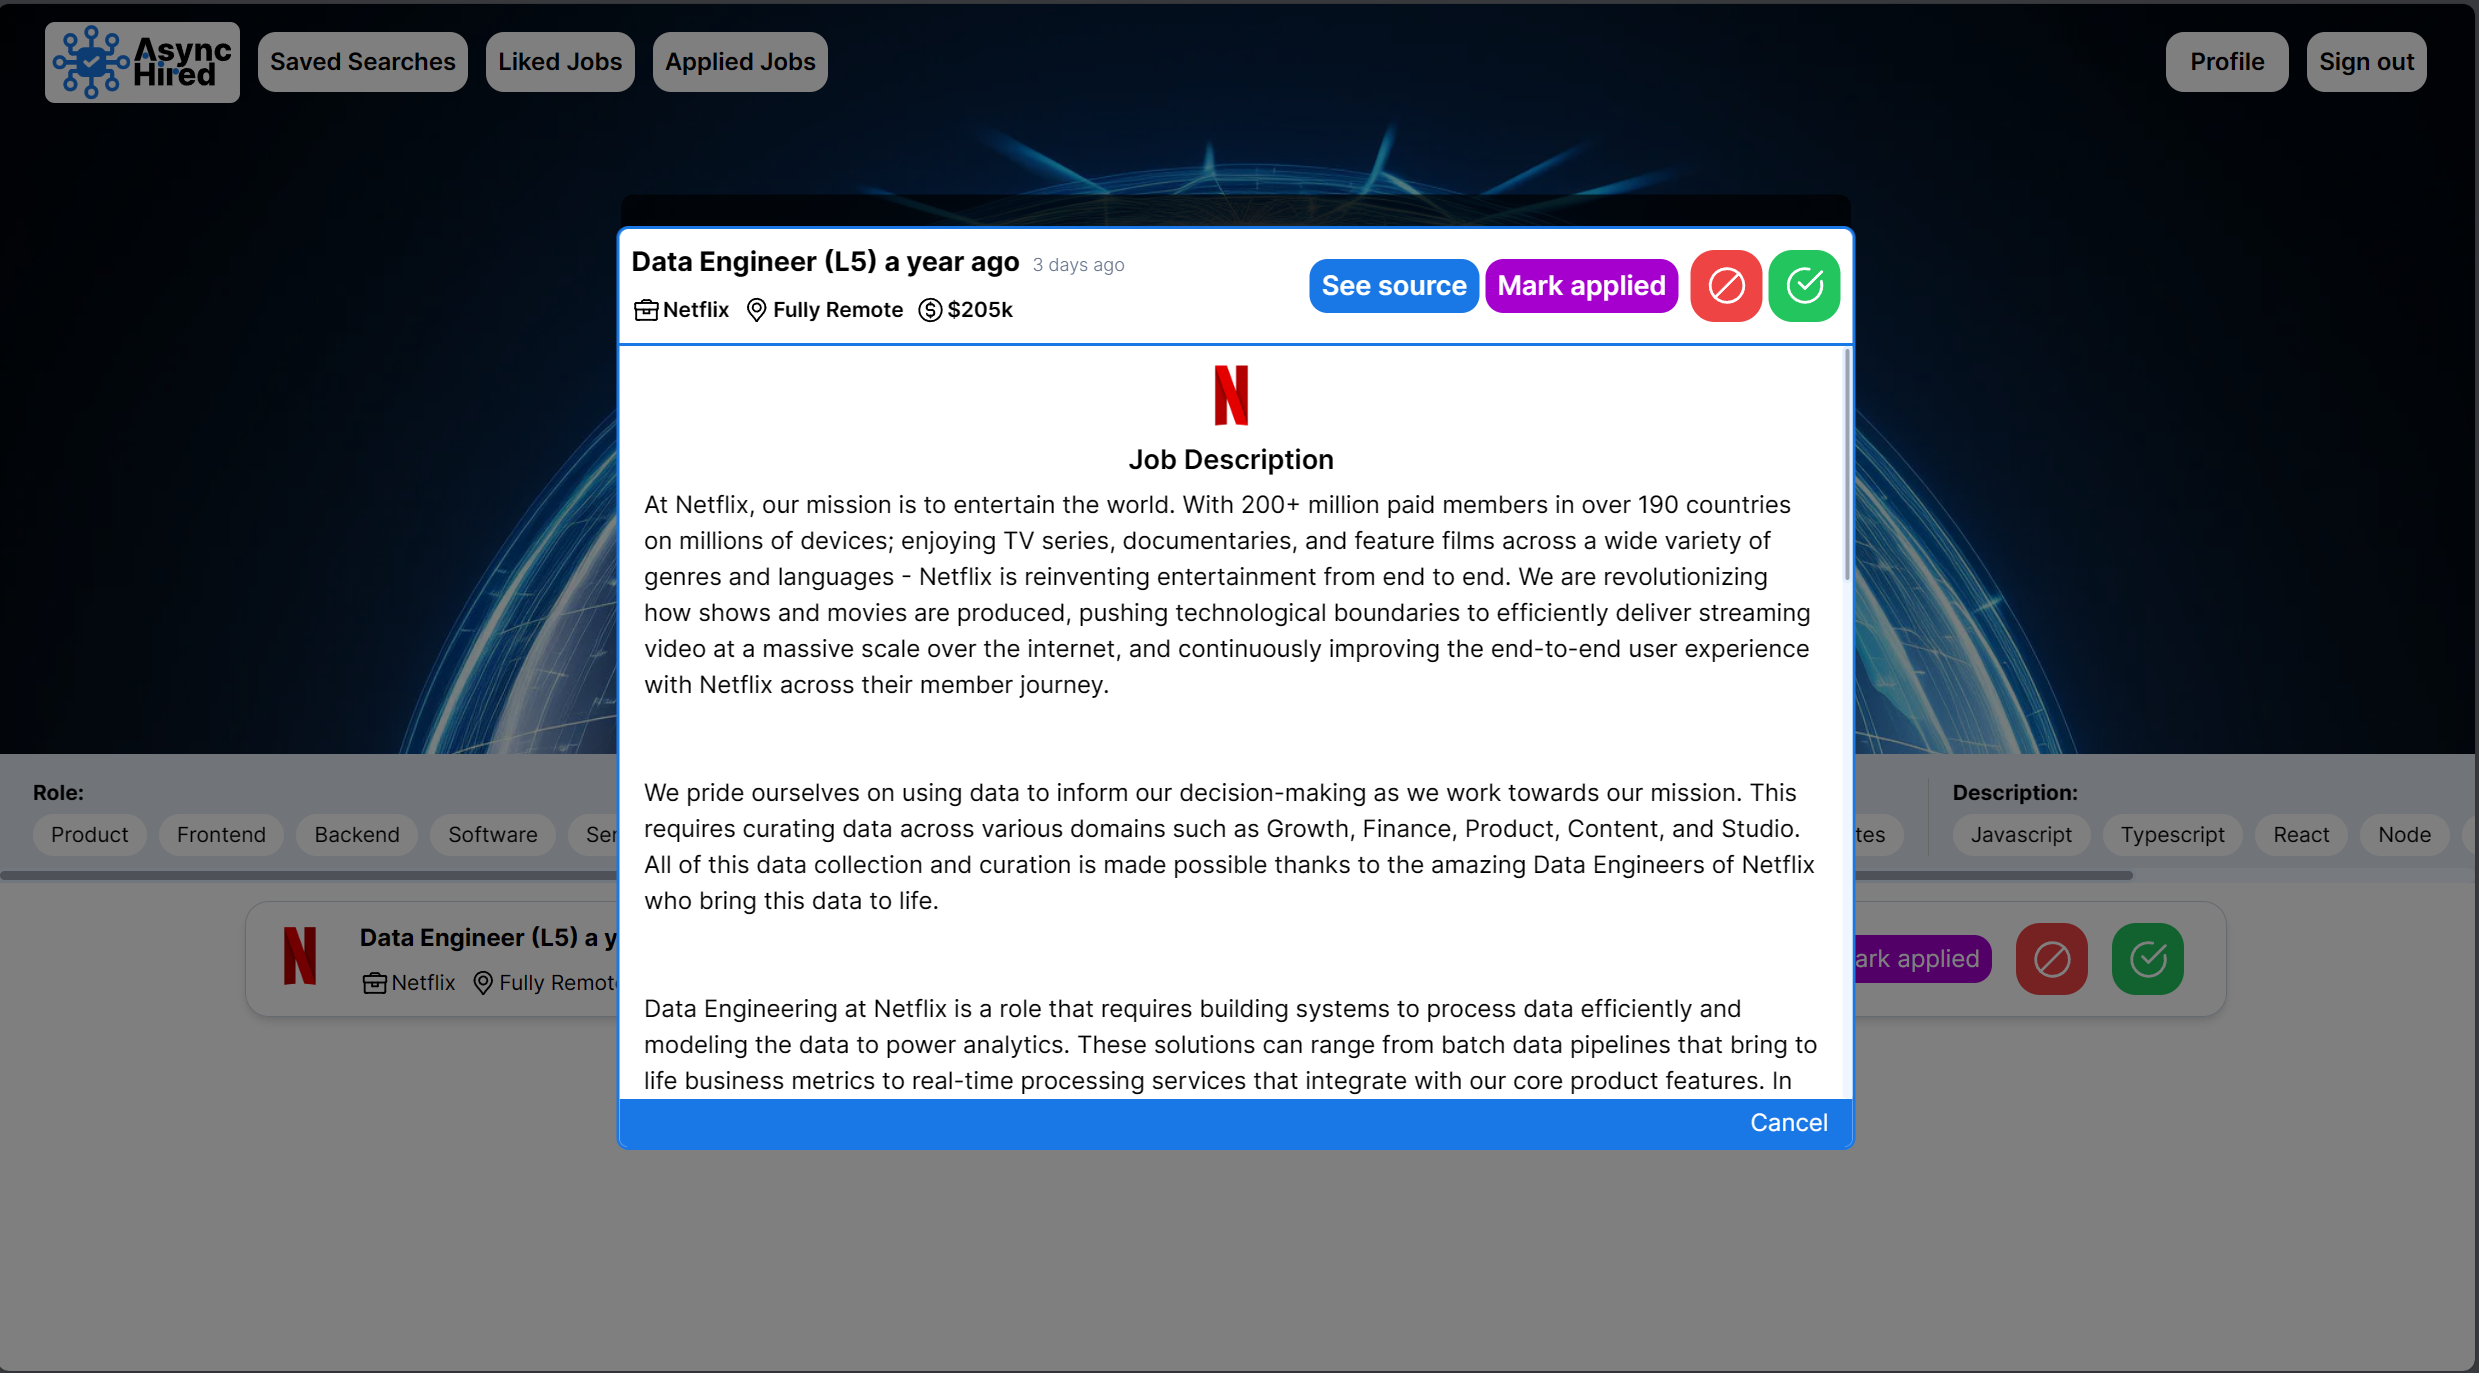 Async
Hired
Saved Searches
Liked Jobs
Applied Jobs
Profile
Sign out
Data Engineer (L5) a year ago 3 days ago
Netflix Fully Remote $205k
See source
Mark applied
Job Description
At Netflix, our mission is to entertain the world. With 200+ million paid members in over 190 countries
on millions of devices; enjoying TV series, documentaries, and feature films across a wide variety of
genres and languages - Netflix is reinventing entertainment from end to end. We are revolutionizing
how shows and movies are produced, pushing technological boundaries to efficiently deliver streaming
video at a massive scale over the internet, and continuously improving the end-to-end user experience
with Netflix across their member journey.
We pride ourselves on using data to inform our decision-making as we work towards our mission. This
requires curating data across various domains such as Growth, Finance, Product, Content, and Studio.
All of this data collection and curation is made possible thanks to the amazing Data Engineers of Netflix
who bring this data to life.
Data Engineering at Netflix is a role that requires building systems to process data efficiently and
modeling the data to power analytics. These solutions can range from batch data pipelines that bring to
life business metrics to real-time processing services that integrate with our core product features. In
Cancel
Role:
Product Frontend Backend Software
Description:
Javascript Typescript React Node
Data Engineer (L5) a
Netflix Fully
applied